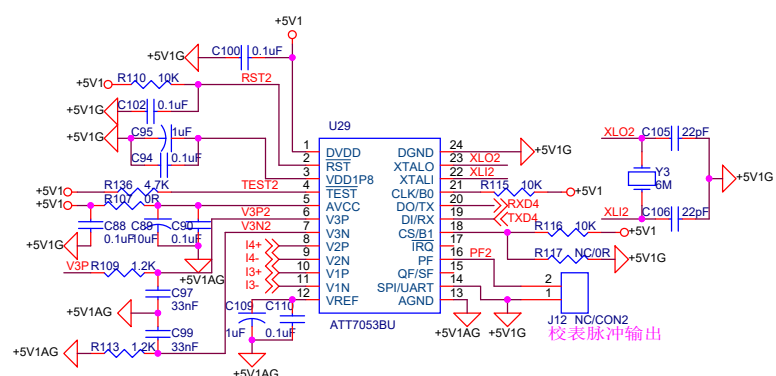 +5V1
C100 0.1uF
+5V1G
+5V1 R110 10K RST2
+5V1G C102 0.1uF
+5V1G C95 1uF
C94 0.1uF
U29
+5V1 R136 4.7K TEST2
+5V1 R107 0R
+5V1G C88 0.1uF C89 10uF C90 0.1uF
+5V1AG
V3P2
V3N2
V3P R109 1.2K
C97 33nF
+5V1AG
C99 33nF
+5V1AG R113 1.2K
I4+
I4-
I3+
I3-
C109 1uF C110 0.1uF
+5V1AG
1 DVDD
2 RST
3 VDD1P8
4 TEST
5 AVCC
6 V3P
7 V3N
8 V2P
9 V2N
10 V1P
11 V1N
12 VREF
DGND 24
XTALO 23 XLO2
XTALI 22 XLI2
CLK/B0 21
DO/TX 20
DI/RX 19
CS/B1 18
IRQ 17
PF 16 PF2
QF/SF 15
SPI/UART 14
AGND 13
ATT7053BU
+5V1G
R115 10K +5V1
RXD4
TXD4
R116 10K +5V1
R117 NC/0R +5V1G
+5V1AG
+5V1G
2
1
J12 NC/CON2
校表脉冲输出
XLO2 C105 22pF
Y3
6M
+5V1G
XLI2 C106 22pF